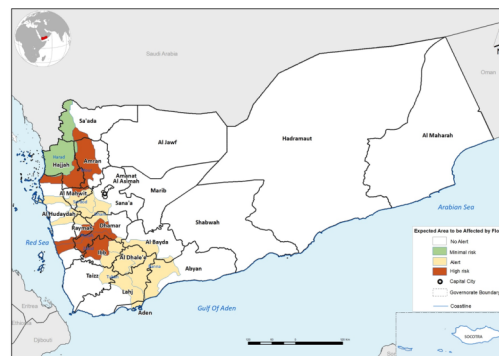 Saudi Arabia
Oman
Sa'ada
Al Jawf
Hadramaut
Al Maharah
Hajjah
Amran
Amanat
Al Asimah
Al Mahwit
Sana'a
Marib
Arabian Sea
Al Hudaydah
Raymah
Dhamar
Shabwah
Red Sea
Ibb
Al Bayda
Al Dhale'e
Abyan
Taizz
Lahj
Aden
Gulf Of Aden
Eritrea
Djibouti
Expected Area to be Affected by Flo
No Alert
Minimal risk
Alert
High risk
Capital City
Governorate Boundary
Coastline
SOCOTRA